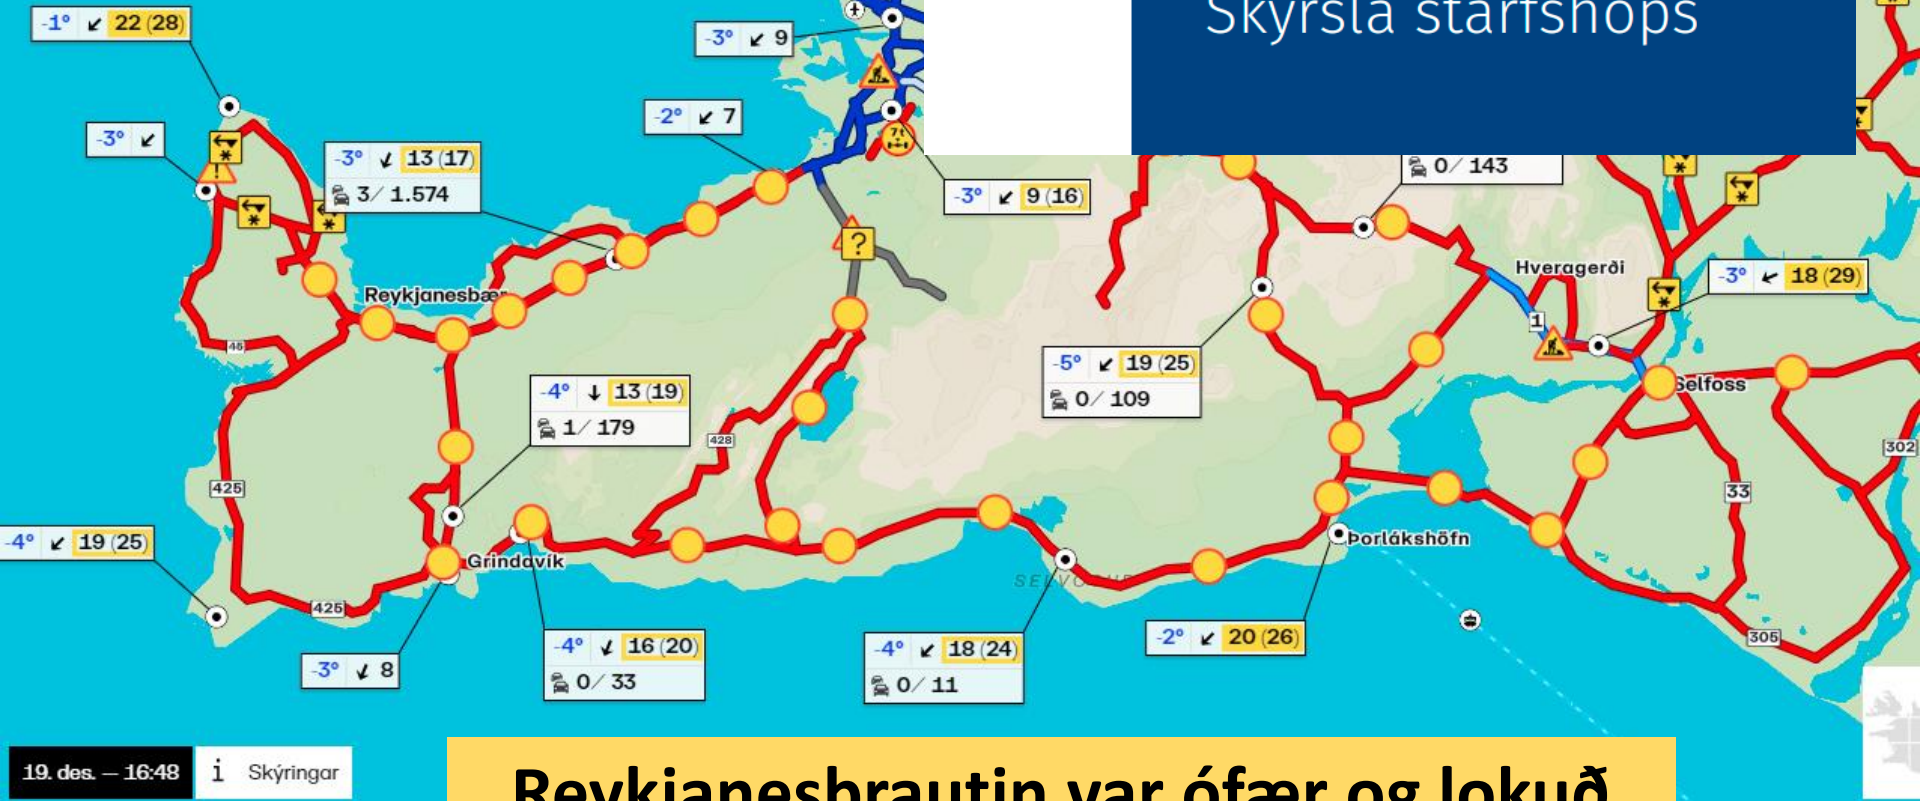 Skýrsla starfshóps
-1° ↙ 22 (28)
-3° ↙ 9
-2° ↙ 7
7t
-3° ↙
-3° ↓ 13 (17)
3/ 1.574
0/ 143
-3° ↙ 9 (16)
?
Hveragerði
-3° ↙ 18 (29)
Reykjanesbær
1
45
-5° ↙ 19 (25)
0/ 109
-4° ↓ 13 (19)
1/ 179
Selfoss
428
302
425
33
-4° ↙ 19 (25)
Grindavík
Þorlákshöfn
425
305
-3° ↓ 8
-4° ↓ 16 (20)
0/ 33
-4° ↙ 18 (24)
0/ 11
-2° ↙ 20 (26)
19. des. – 16:48
i Skýringar
Reykjanesbrautin var ófær og lokuð